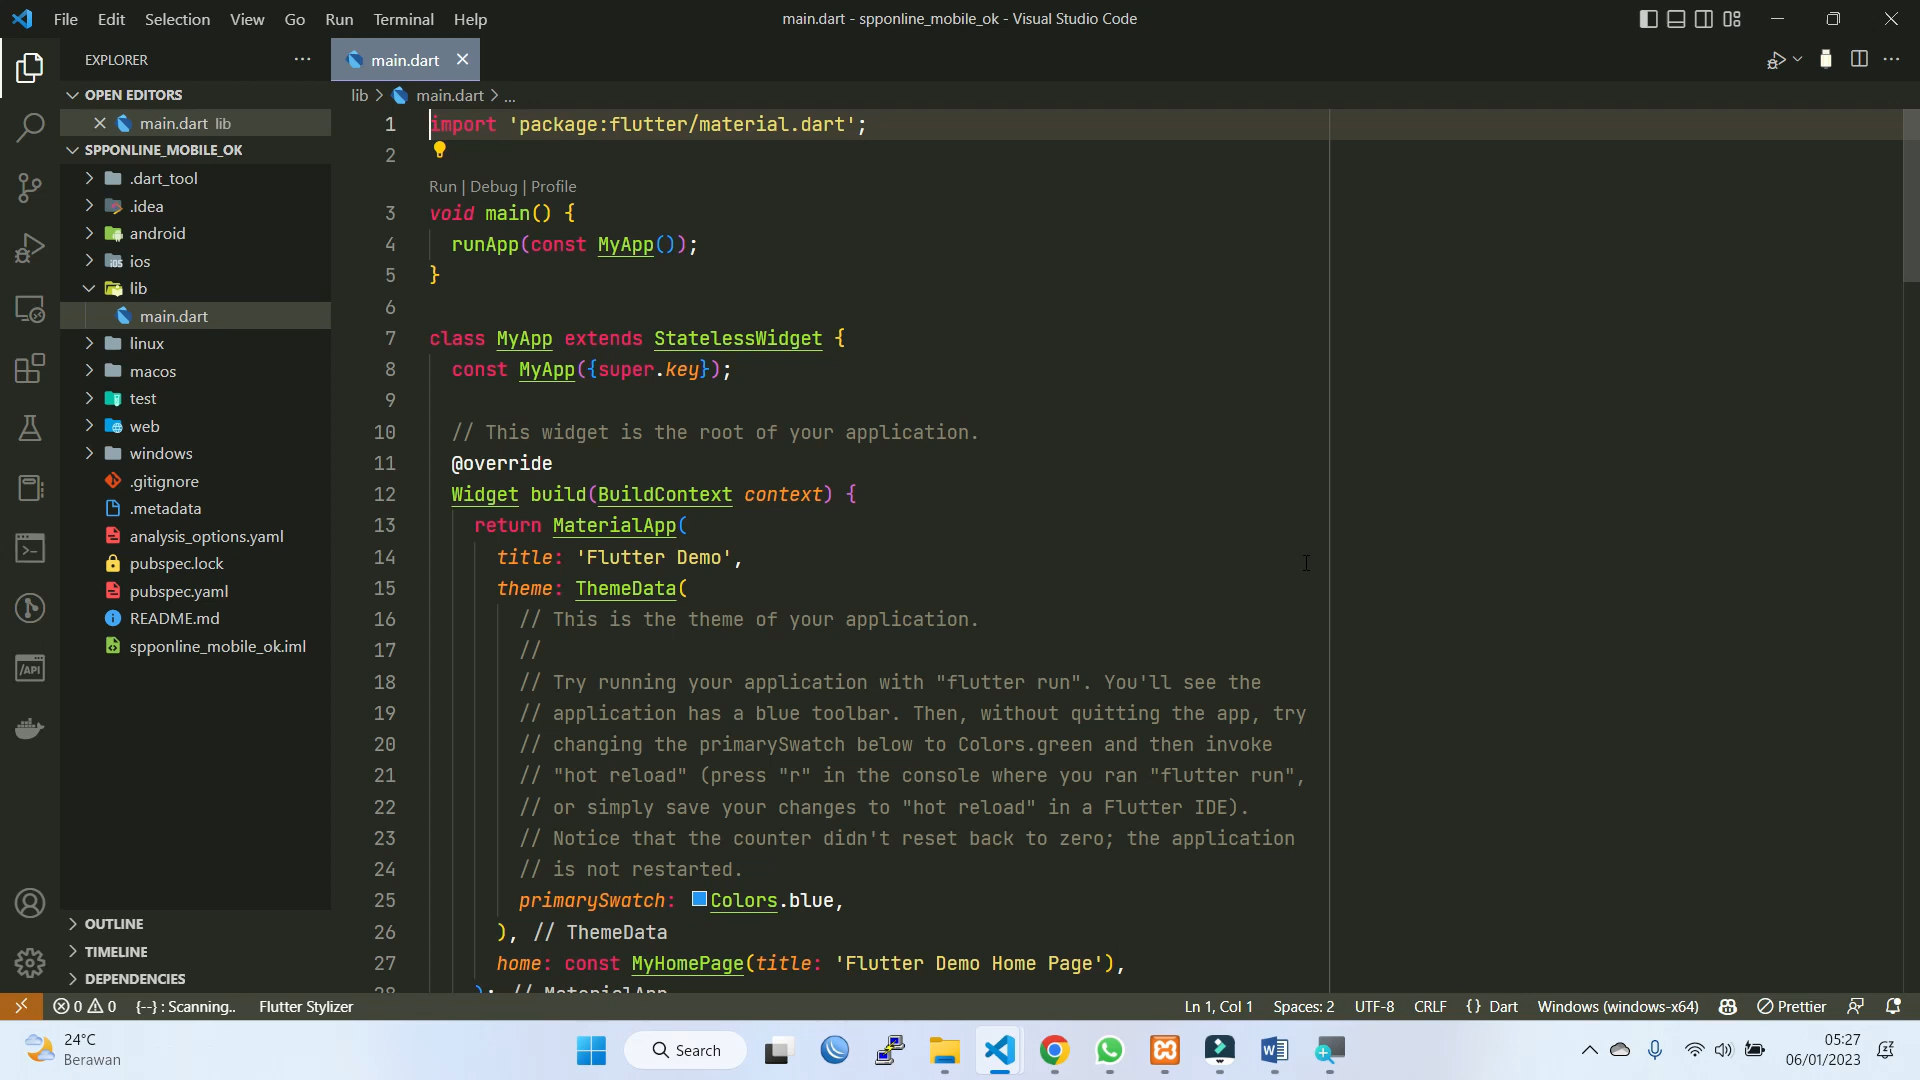 File Edit Selection View Go Run Terminal Help
main.dart - spponline_mobile_ok - Visual Studio Code
EXPLORER
OPEN EDITORS
main.dart lib
SPPONLINE_MOBILE_OK
.dart_tool
.idea
android
ios
lib
main.dart
linux
macos
test
web
windows
.gitignore
.metadata
analysis_options.yaml
pubspec.lock
pubspec.yaml
README.md
spponline_mobile_ok.iml
OUTLINE
TIMELINE
DEPENDENCIES
main.dart
lib > main.dart > ...
1 import 'package:flutter/material.dart';
2
Run | Debug | Profile
3 void main() {
4 runApp(const MyApp());
5 }
6
7 class MyApp extends StatelessWidget {
8 const MyApp({super.key});
9
10 // This widget is the root of your application.
11 @override
12 Widget build(BuildContext context) {
13 return MaterialApp(
14 title: 'Flutter Demo',
15 theme: ThemeData(
16 // This is the theme of your application.
17 //
18 // Try running your application with "flutter run". You'll see the
19 // application has a blue toolbar. Then, without quitting the app, try
20 // changing the primarySwatch below to Colors.green and then invoke
21 // "hot reload" (press "r" in the console where you ran "flutter run",
22 // or simply save your changes to "hot reload" in a Flutter IDE).
23 // Notice that the counter didn't reset back to zero; the application
24 // is not restarted.
25 primarySwatch: Colors.blue,
26 ), // ThemeData
27 home: const MyHomePage(title: 'Flutter Demo Home Page'),
28 ); // MaterialApp
0 0 {--} : Scanning.. Flutter Stylizer
Ln 1, Col 1 Spaces: 2 UTF-8 CRLF {} Dart Windows (windows-x64) Prettier
24°C
Berawan
Search
05:27
06/01/2023